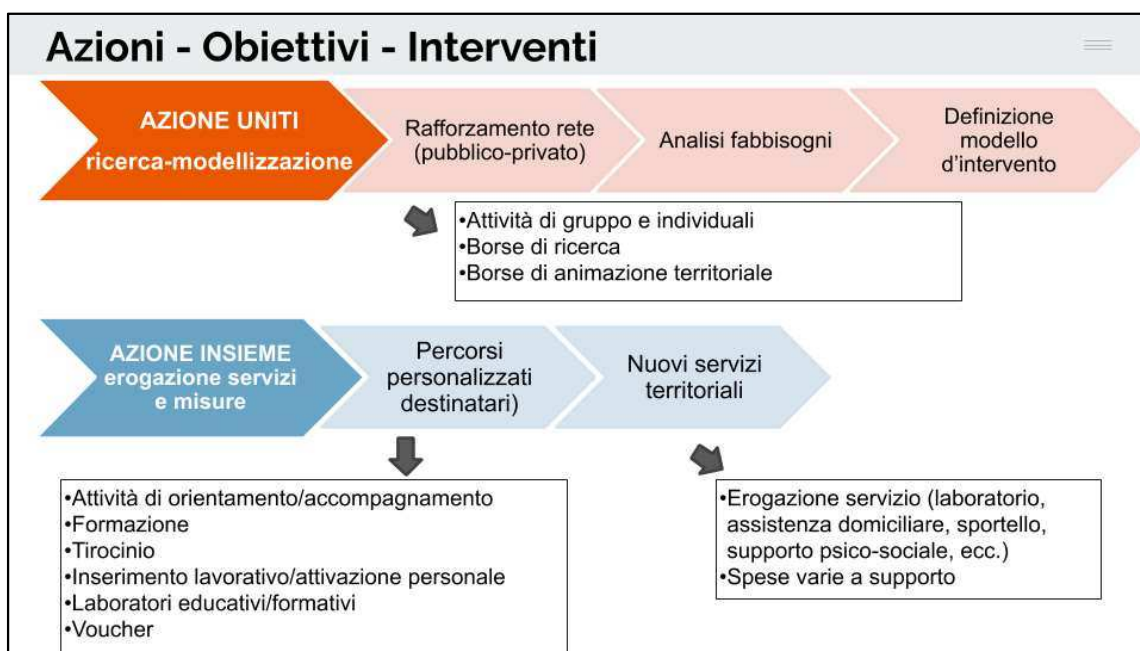 Azioni - Obiettivi - Interventi
AZIONE UNITI
ricerca-modellizzazione
Rafforzamento rete
(pubblico-privato)
Analisi fabbisogni
Definizione
modello
d'intervento
•Attività di gruppo e individuali
•Borse di ricerca
•Borse di animazione territoriale
AZIONE INSIEME
erogazione servizi
e misure
Percorsi
personalizzati
destinatari)
Nuovi servizi
territoriali
•Attività di orientamento/accompagnamento
•Formazione
•Tirocinio
•Inserimento lavorativo/attivazione personale
•Laboratori educativi/formativi
•Voucher
•Erogazione servizio (laboratorio,
assistenza domiciliare, sportello,
supporto psico-sociale, ecc.)
•Spese varie a supporto